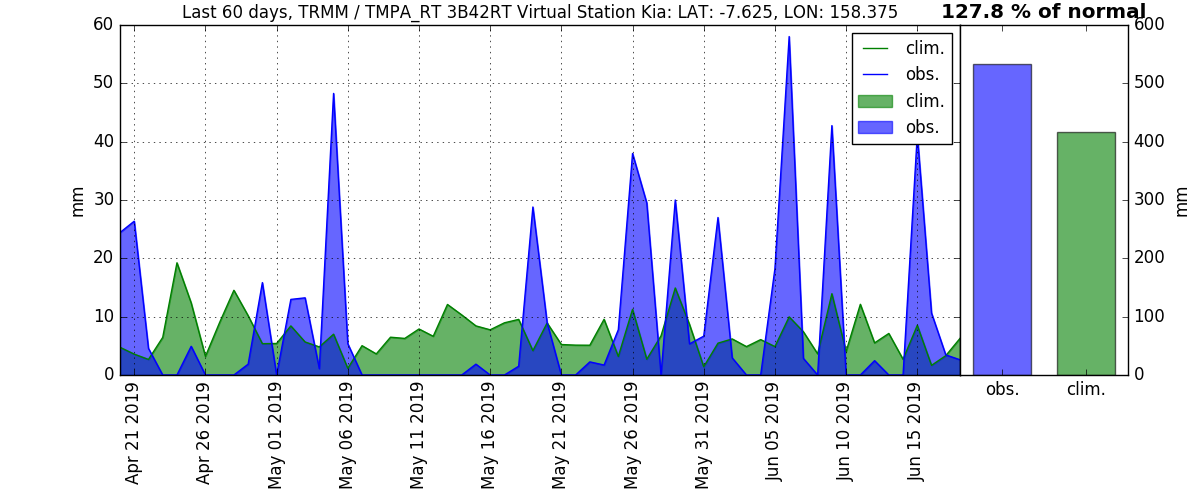 Last 60 days, TRMM / TMPA_RT 3B42RT Virtual Station Kia: LAT: -7.625, LON: 158.375
127.8 % of normal
60
50
40
30
20
10
0
mm
clim.
obs.
clim.
obs.
600
500
400
300
200
100
0
mm
Apr 21 2019
Apr 26 2019
May 01 2019
May 06 2019
May 11 2019
May 16 2019
May 21 2019
May 26 2019
May 31 2019
Jun 05 2019
Jun 10 2019
Jun 15 2019
obs.
clim.